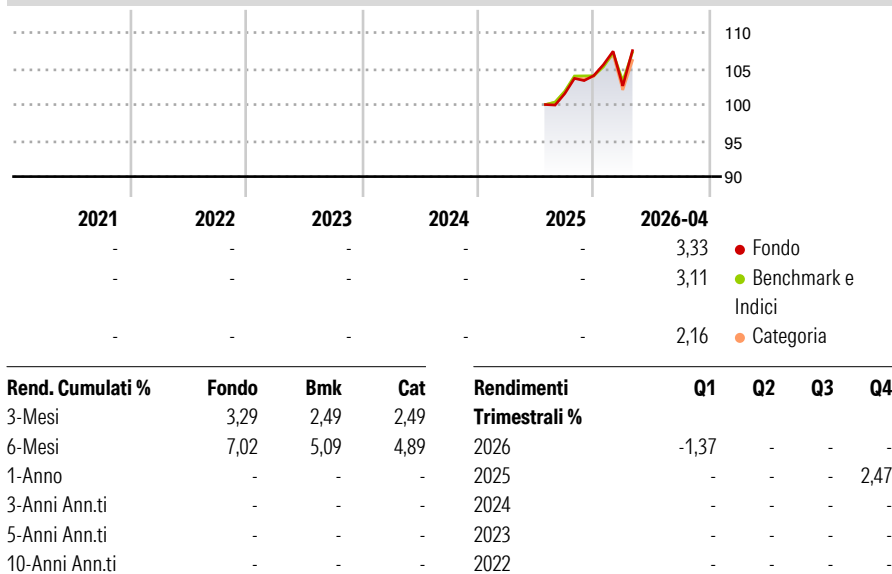 110
105
100
95
90
2021 2022 2023 2024 2025 2026-04
- - - - - 3,33 Fondo
- - - - - 3,11 Benchmark e
Indici
- - - - - 2,16 Categoria
Rend. Cumulati % Fondo Bmk Cat
3-Mesi 3,29 2,49 2,49
6-Mesi 7,02 5,09 4,89
1-Anno - - -
3-Anni Ann.ti - - -
5-Anni Ann.ti - - -
10-Anni Ann.ti - - -
Rendimenti Q1 Q2 Q3 Q4
Trimestrali %
2026 -1,37 - - -
2025 - - - 2,47
2024 - - - -
2023 - - - -
2022 - - - -